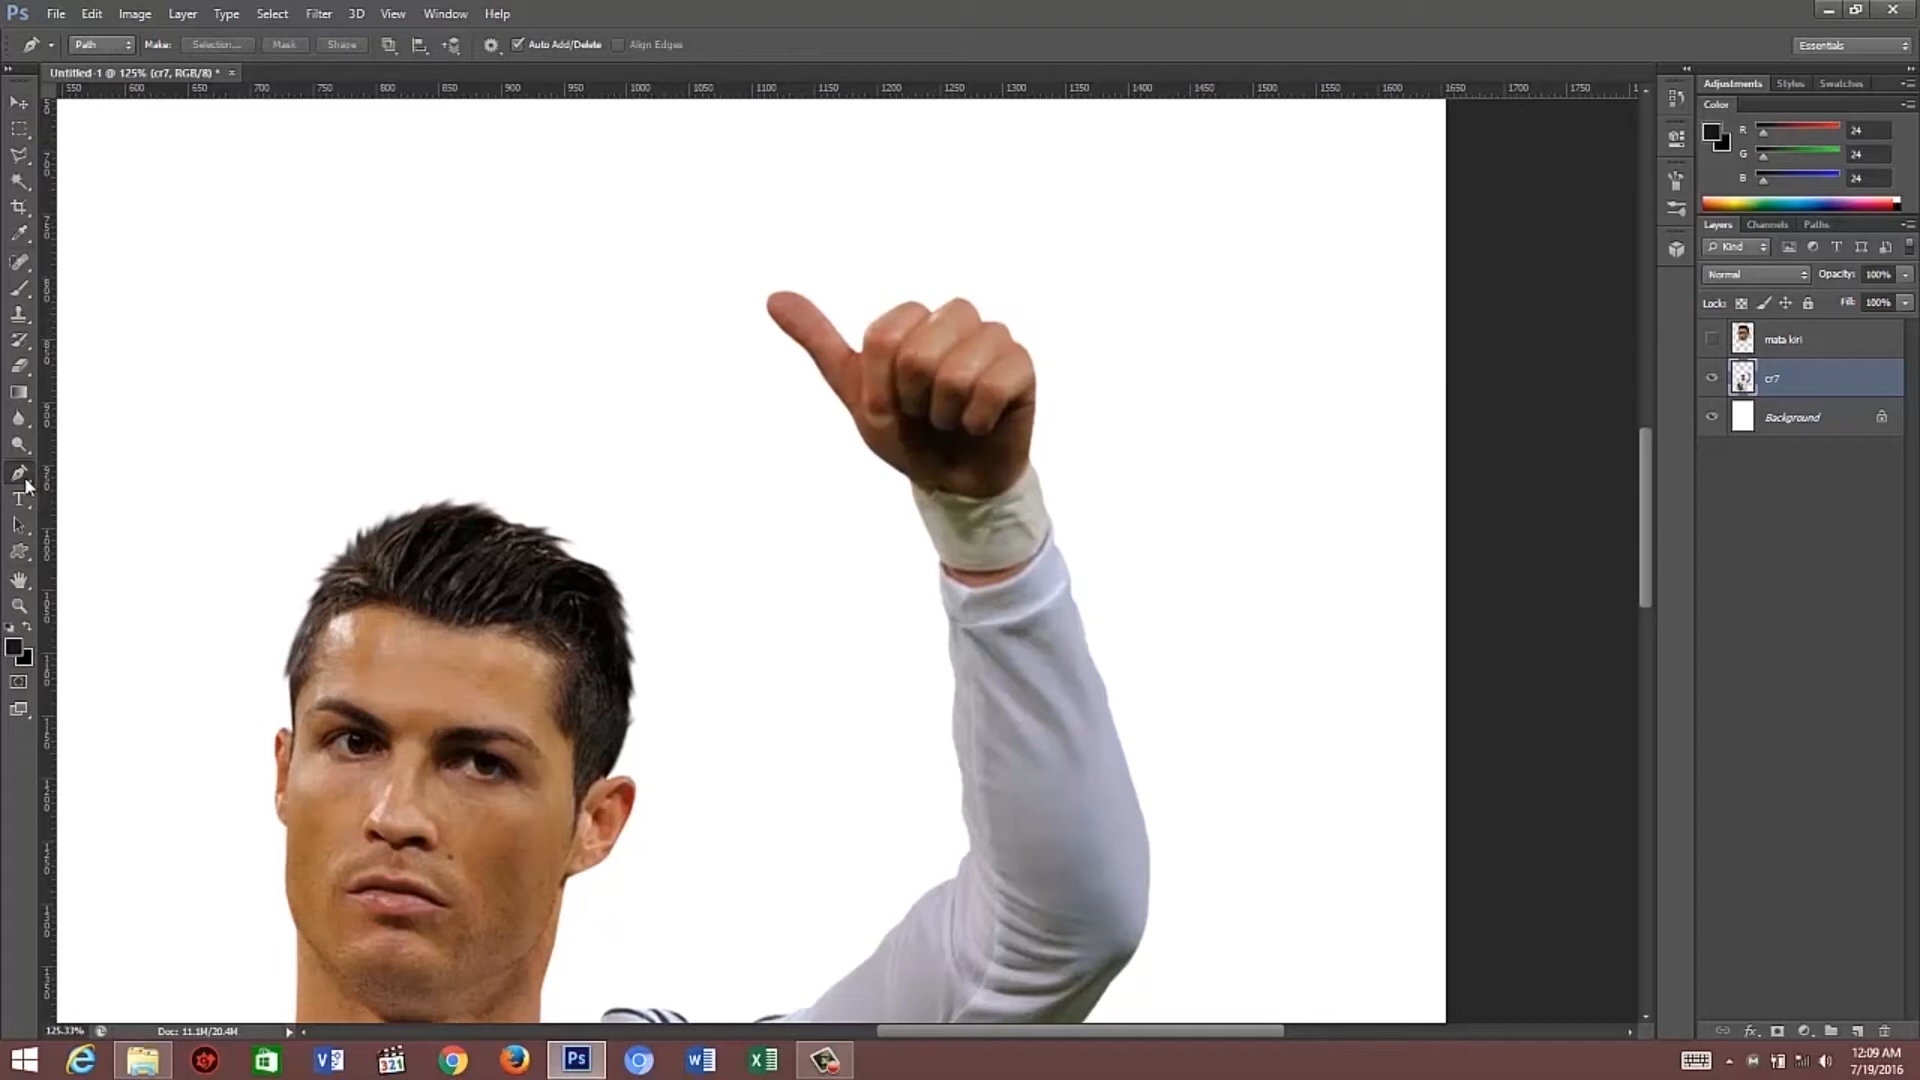 Ps File Edit Image Layer Type Select Filter 3D View Window Help
Path Make: Selection... Mask Shape Auto Add/Delete Align Edges Essentials
Untitled-1 @ 125% (cr7, RGB/8) * ×
550 600 650 700 750 800 850 900 950 1000 1050 1100 1150 1200 1250 1300 1350 1400 1450 1500 1550 1600 1650 1700 1750
Adjustments Styles Swatches
Color
R 24
G 24
B 24
Layers Channels Paths
Kind
Normal Opacity: 100%
Lock: Fill: 100%
mata kiri
cr7
Background
T
125.33% Doc: 11.1M/20.4M
321
Ps
12:09 AM
7/19/2016